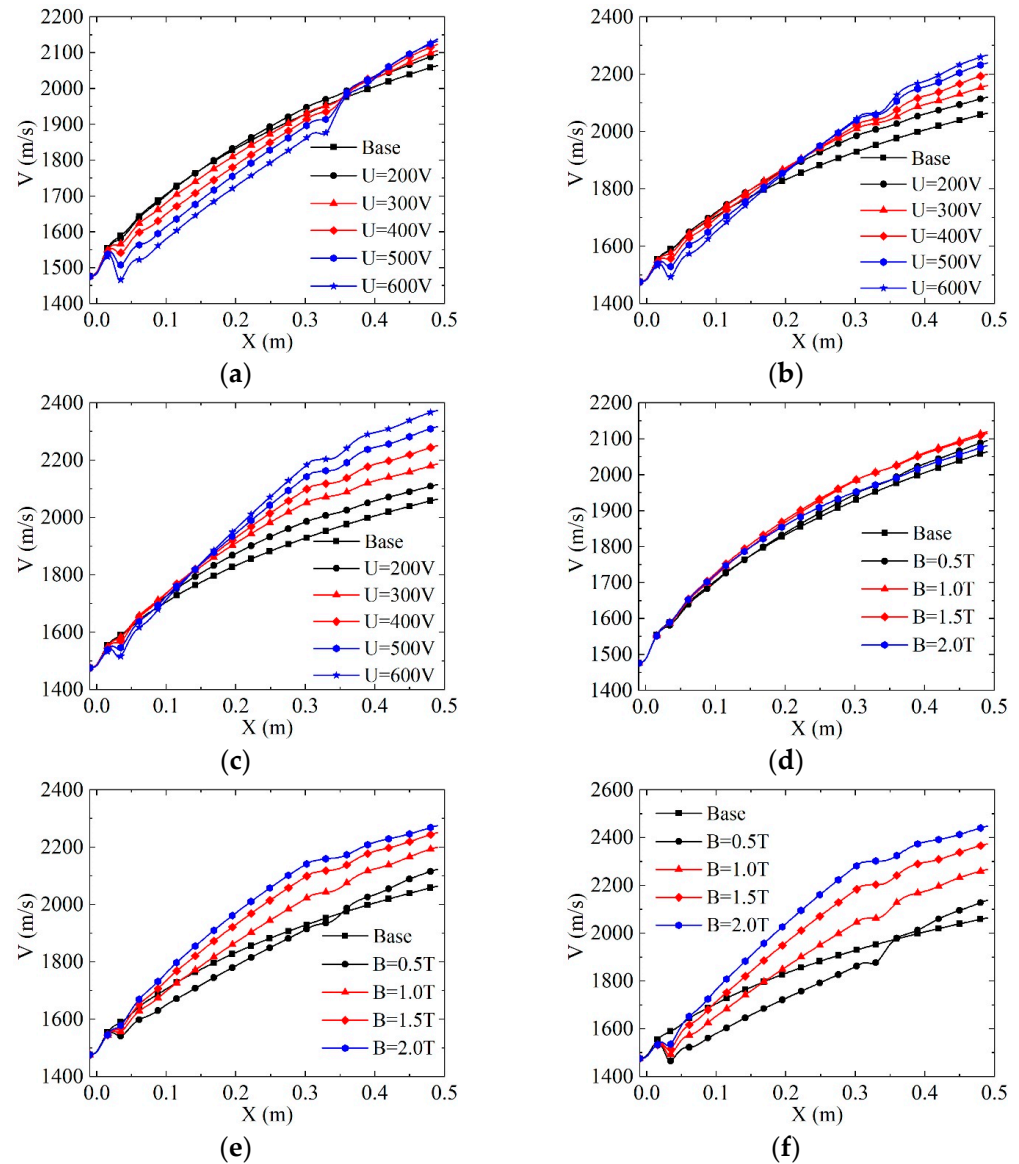 2200
2100
2000
1900
1800
1700
1600
1500
1400
V (m/s)
Base
U=200V
U=300V
U=400V
U=500V
U=600V
0.0 0.1 0.2 0.3 0.4 0.5
X (m)
(a)
2400
2200
2000
1800
1600
1400
V (m/s)
Base
U=200V
U=300V
U=400V
U=500V
U=600V
0.0 0.1 0.2 0.3 0.4 0.5
X (m)
(b)
2400
2200
2000
1800
1600
1400
V (m/s)
Base
U=200V
U=300V
U=400V
U=500V
U=600V
0.0 0.1 0.2 0.3 0.4 0.5
X (m)
(c)
2200
2100
2000
1900
1800
1700
1600
1500
1400
V (m/s)
Base
B=0.5T
B=1.0T
B=1.5T
B=2.0T
0.0 0.1 0.2 0.3 0.4 0.5
X (m)
(d)
2400
2200
2000
1800
1600
1400
V (m/s)
Base
B=0.5T
B=1.0T
B=1.5T
B=2.0T
0.0 0.1 0.2 0.3 0.4 0.5
X (m)
(e)
2600
2400
2200
2000
1800
1600
1400
V (m/s)
Base
B=0.5T
B=1.0T
B=1.5T
B=2.0T
0.0 0.1 0.2 0.3 0.4 0.5
X (m)
(f)